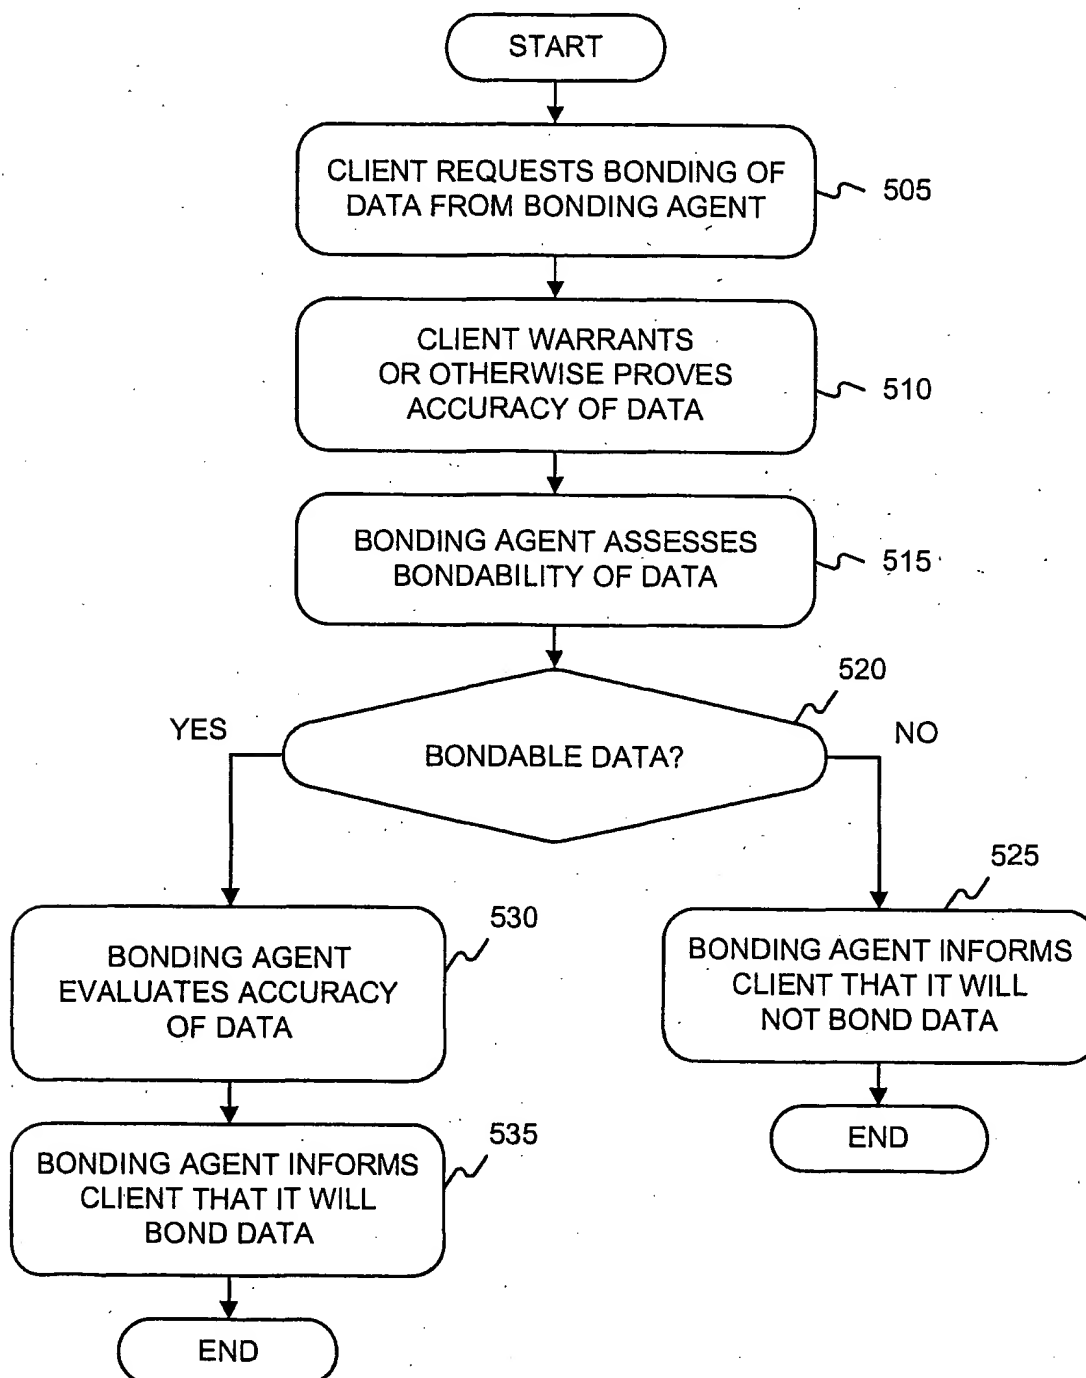 START
CLIENT REQUESTS BONDING OF
DATA FROM BONDING AGENT
505
CLIENT WARRANTS
OR OTHERWISE PROVES
ACCURACY OF DATA
510
BONDING AGENT ASSESSES
BONDABILITY OF DATA
515
520
YES
BONDABLE DATA?
NO
530
BONDING AGENT
EVALUATES ACCURACY
OF DATA
525
BONDING AGENT INFORMS
CLIENT THAT IT WILL
NOT BOND DATA
END
535
BONDING AGENT INFORMS
CLIENT THAT IT WILL
BOND DATA
END